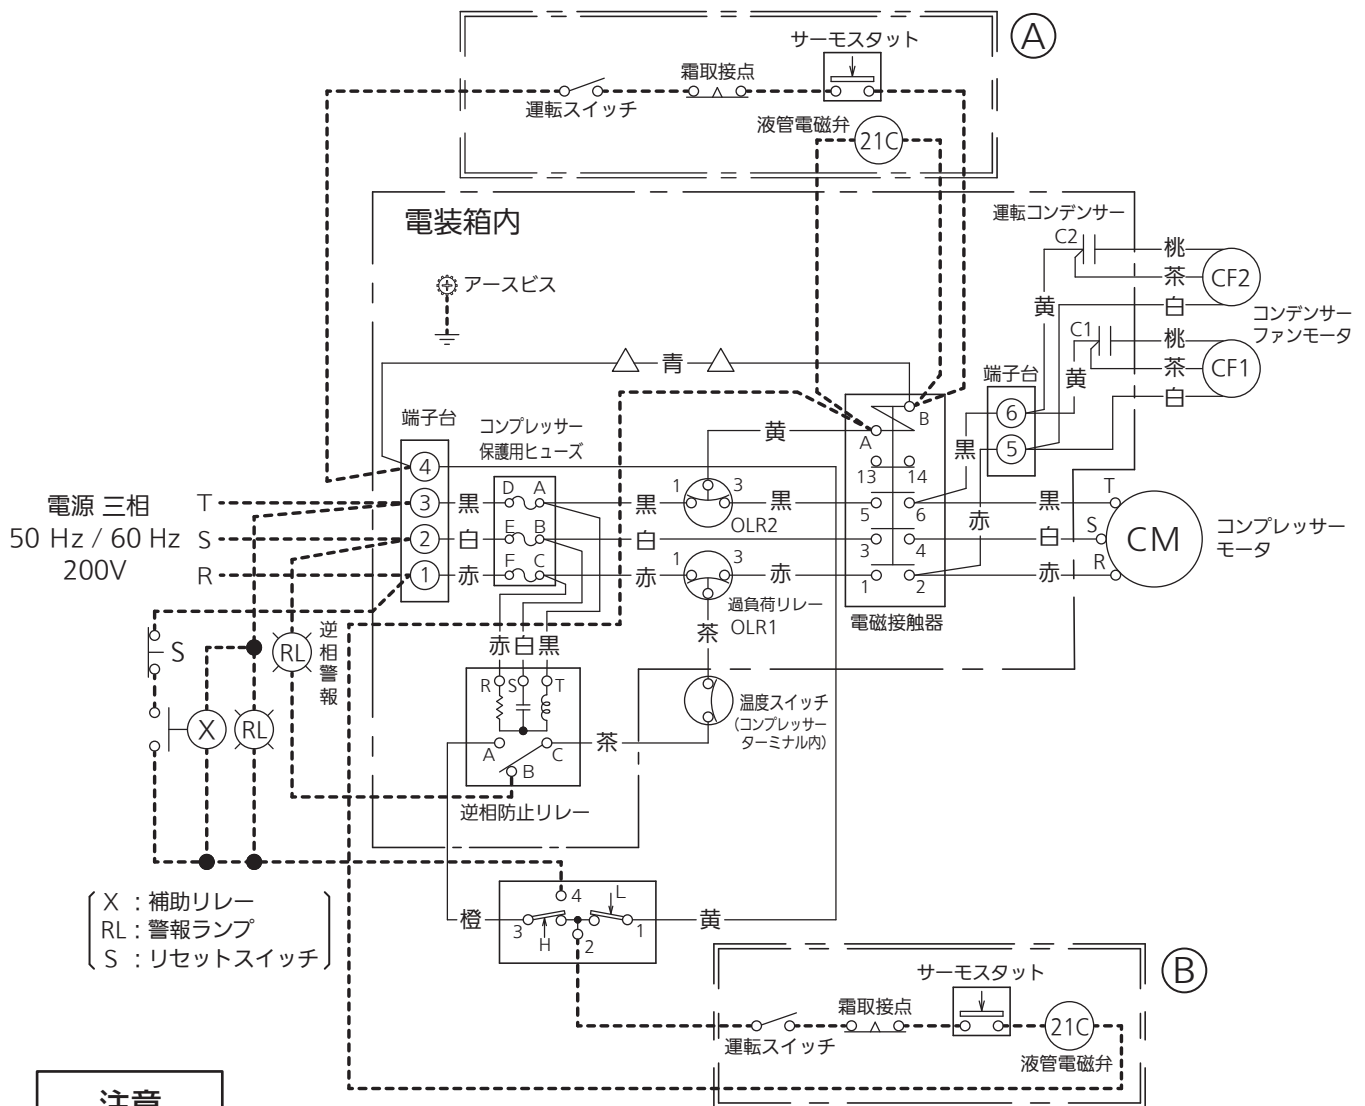 A
サーモスタット
霜取接点
運転スイッチ
液管電磁弁
21C
電装箱内
運転コンデンサー
C2
桃
茶
CF2
白
黄
アースビス
コンデンサー
ファンモータ
C1
桃
茶
CF1
白
黄
青
端子台
端子台
コンプレッサー
保護用ヒューズ
黄
A
B
13
14
6
5
黒
赤
4
電源 三相
50 Hz / 60 Hz
200V
T
3
黒
D
A
黒
1
3
OLR2
黒
5
6
黒
T
S
2
白
E
B
白
3
4
白
S
CM
コンプレッサー
モータ
R
1
赤
F
C
赤
1
3
赤
1
2
赤
R
過負荷リレー
OLR1
電磁接触器
茶
S
RL
逆相警報
赤
白
黒
R
S
T
温度スイッチ
(コンプレッサー
ターミナル内)
X
RL
A
C
B
茶
逆相防止リレー
X : 補助リレー
RL : 警報ランプ
S : リセットスイッチ
橙
4
L
3
H
2
1
黄
B
サーモスタット
霜取接点
運転スイッチ
21C
液管電磁弁
注意